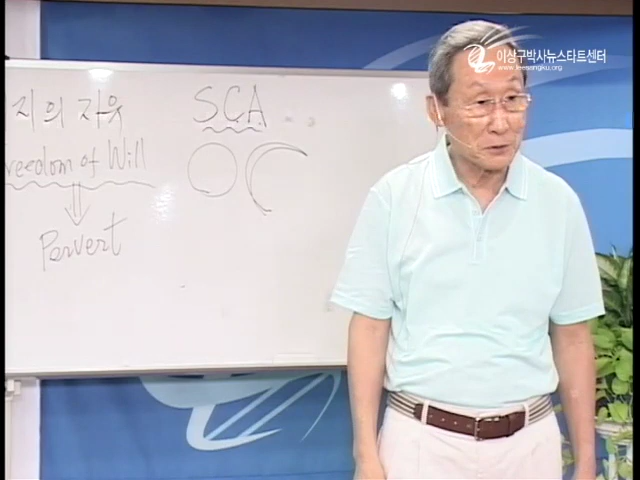 이상구박사뉴스타트센터
www.leesangku.org
지의 자유
reedom of Will
Pervert
SCA